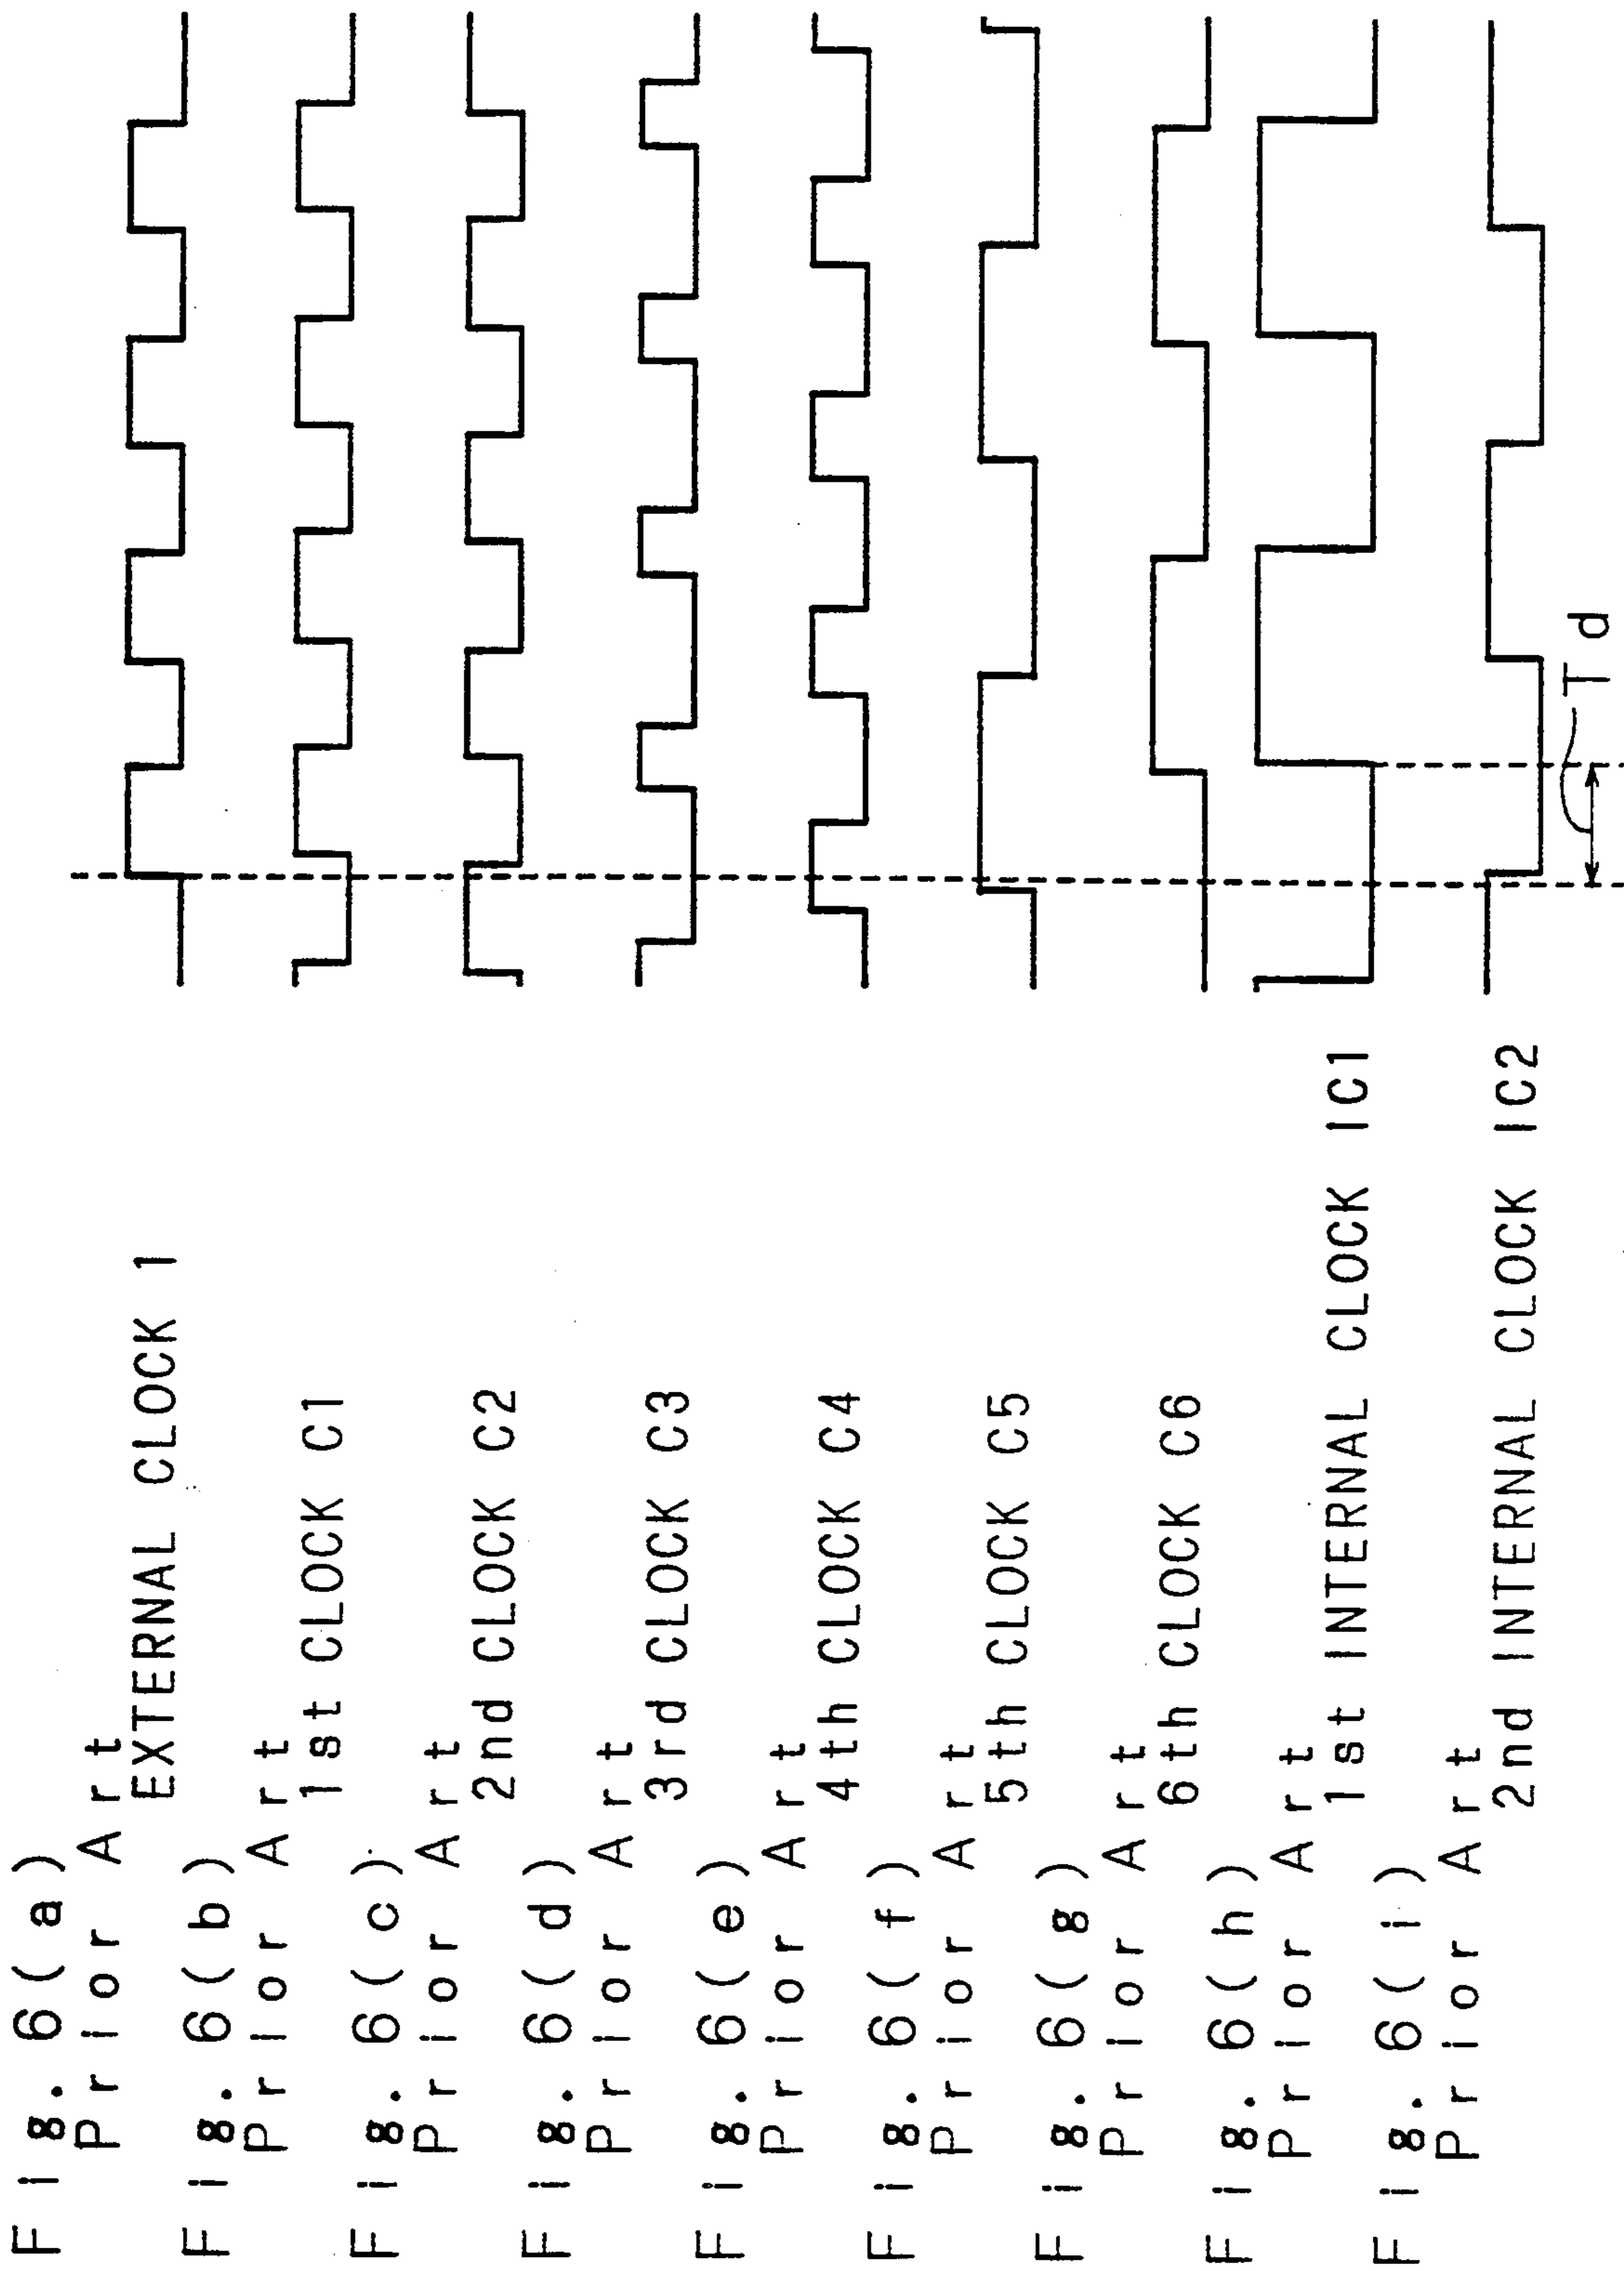 Fig. 6(a)
Prior Art
EXTERNAL CLOCK 1
Fig. 6(b)
Prior Art
1st CLOCK C1
Fig. 6(c)
Prior Art
2nd CLOCK C2
Fig. 6(d)
Prior Art
3rd CLOCK C3
Fig. 6(e)
Prior Art
4th CLOCK C4
Fig. 6(f)
Prior Art
5th CLOCK C5
Fig. 6(g)
Prior Art
6th CLOCK C6
Fig. 6(h)
Prior Art
1st INTERNAL CLOCK IC1
Fig. 6(i)
Prior Art
2nd INTERNAL CLOCK IC2
Td